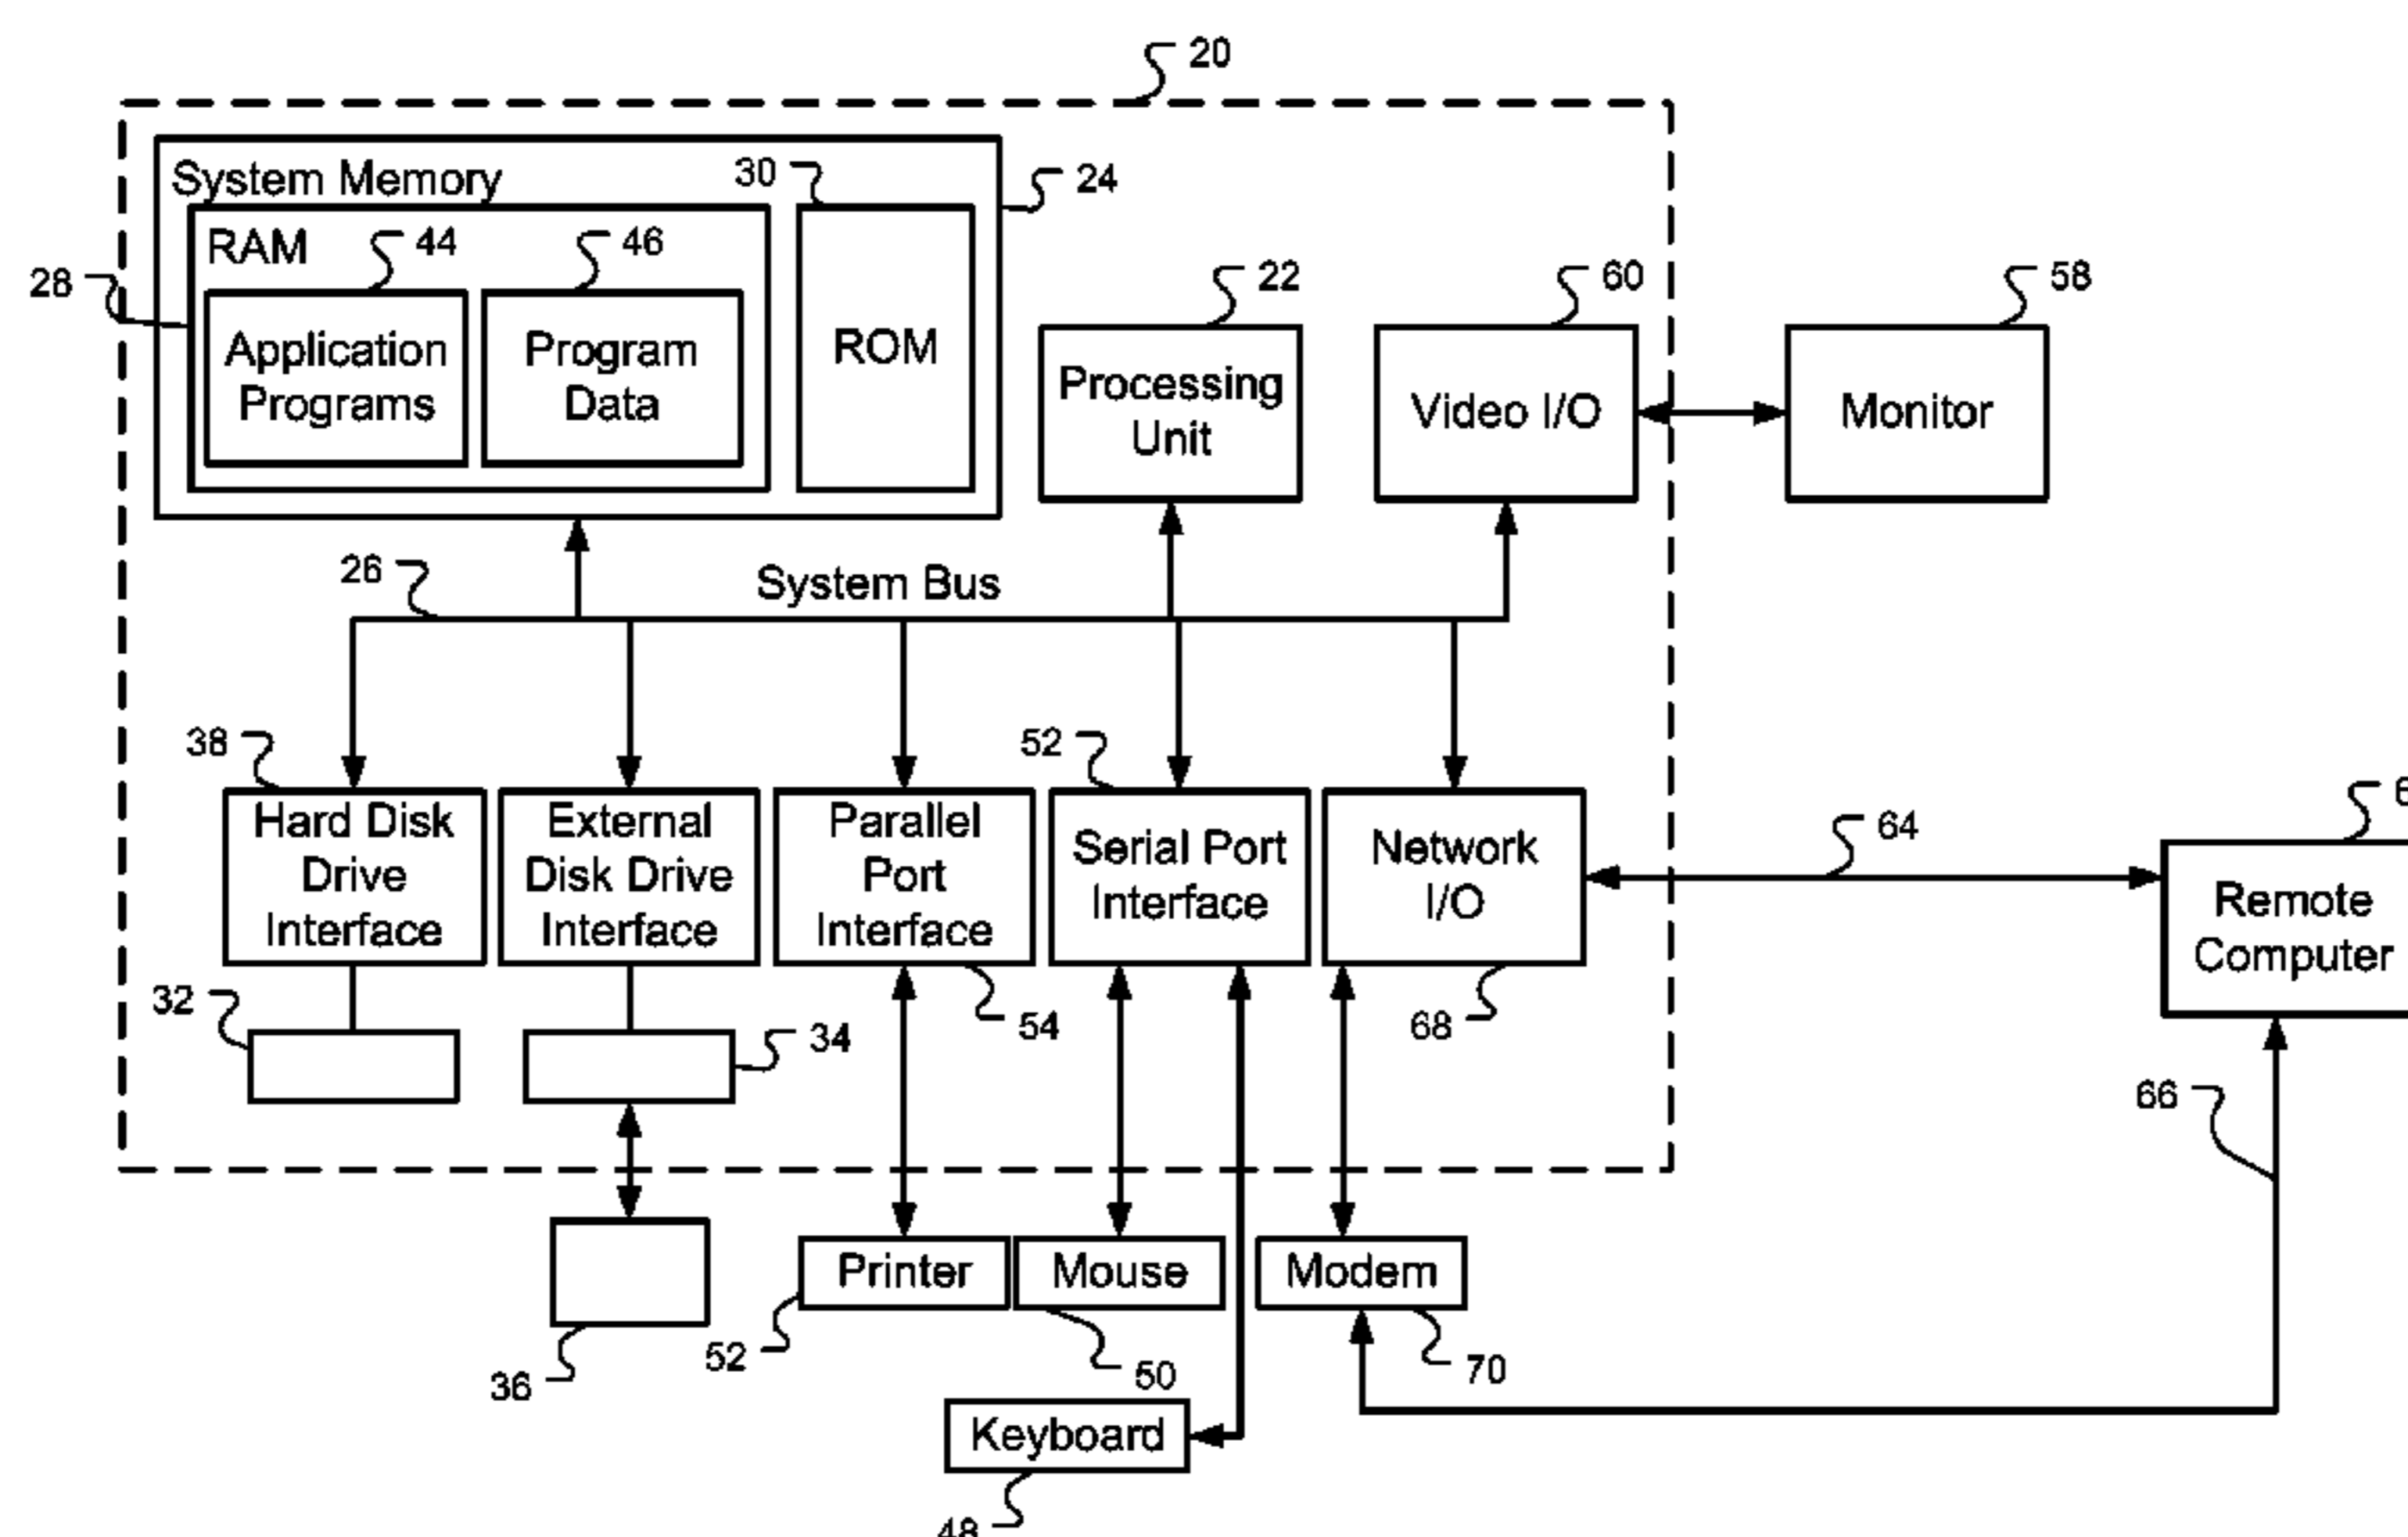 20
System Memory
30
24
RAM
44
46
28
22
60
58
Application
Programs
Program
Data
ROM
Processing
Unit
Video I/O
Monitor
26
System Bus
38
52
Hard Disk
Drive
Interface
External
Disk Drive
Interface
Parallel
Port
Interface
Serial Port
Interface
Network
I/O
64
Remote
Computer
32
34
54
68
66
Printer
Mouse
Modem
52
36
50
70
Keyboard
48